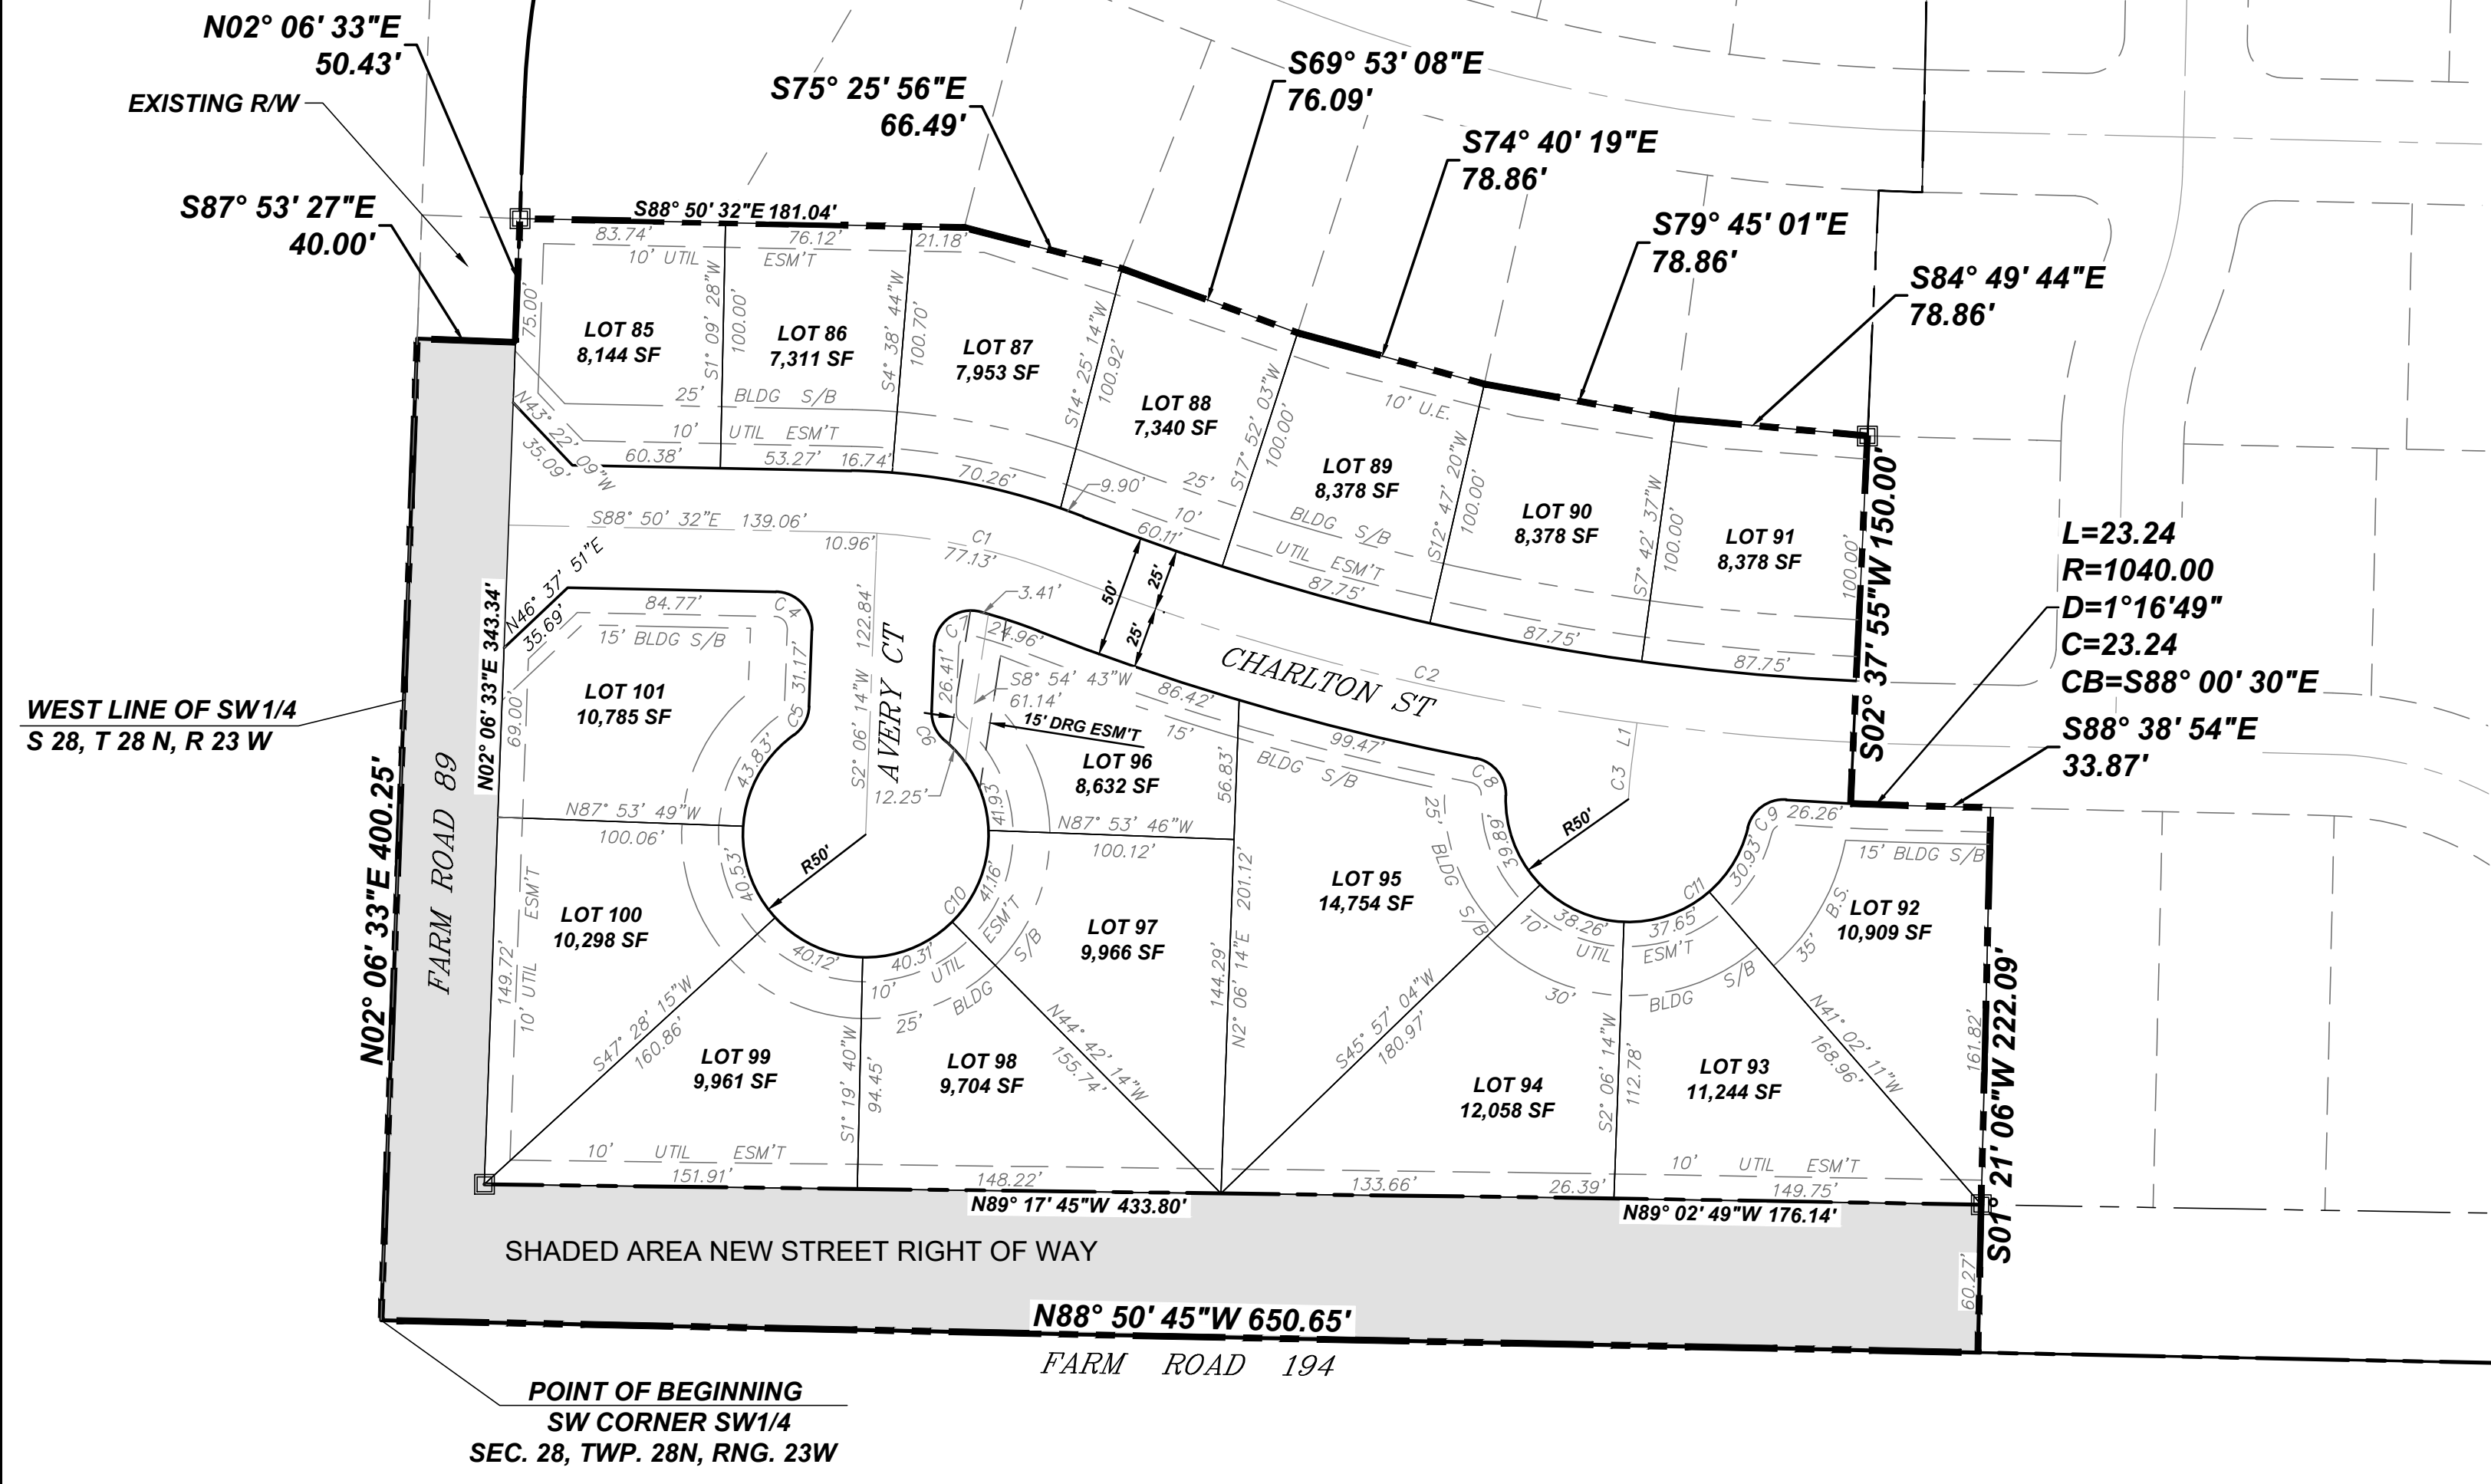 N02° 06' 33"E
50.43'
EXISTING R/W
S87° 53' 27"E
40.00'
S75° 25' 56"E
66.49'
S69° 53' 08"E
76.09'
S74° 40' 19"E
78.86'
S79° 45' 01"E
78.86'
S84° 49' 44"E
78.86'
S88° 50' 32"E 181.04'
83.74'
76.12'
21.18'
10' UTIL ESM'T
75.00'
LOT 85
8,144 SF
S1° 09' 28"W
100.00'
LOT 86
7,311 SF
S4° 38' 44"W
100.70'
LOT 87
7,953 SF
S14° 25' 14"W
100.92'
LOT 88
7,340 SF
S17° 52' 03"W
100.00'
LOT 89
8,378 SF
10' U.E.
S12° 47' 20"W
100.00'
LOT 90
8,378 SF
S7° 42' 37"W
100.00'
LOT 91
8,378 SF
100.00'
S02° 37' 55"W 150.00'
25' BLDG S/B
10' UTIL ESM'T
N43° 22' 09"W
35.09'
60.38'
53.27'
16.74'
70.26'
9.90'
60.11'
25'
BLDG S/B
10'
UTIL ESM'T
87.75'
87.75'
87.75'
L=23.24
R=1040.00
D=1°16'49"
C=23.24
CB=S88° 00' 30"E
S88° 38' 54"E
33.87'
S88° 50' 32"E 139.06'
10.96'
C1
77.13'
50'
25'
25'
C2
CHARLTON ST
L1
C3
N46° 37' 51"E
35.69'
84.77'
C4
15' BLDG S/B
31.17'
C5
43.83'
LOT 101
10,785 SF
69.00'
N02° 06' 33"E 343.34'
S2° 06' 14"W 122.84'
AVERY CT
3.41'
C7
24.96'
26.41'
S8° 54' 43"W
61.14'
15' DRG ESM'T
C6
12.25'
41.93
LOT 96
8,632 SF
86.42'
15'
BLDG S/B
99.47'
56.83'
C8
WEST LINE OF SW1/4
S 28, T 28 N, R 23 W
FARM ROAD 89
N02° 06' 33"E 400.25'
N87° 53' 49"W
100.06'
R50'
40.53'
N87° 53' 46"W
100.12'
41.16'
C10
LOT 100
10,298 SF
149.72'
10' UTIL ESM'T
40.12'
40.31'
10' UTIL ESM'T
25' BLDG S/B
LOT 97
9,966 SF
144.29'
N2° 06' 14"E 201.12'
LOT 95
14,754 SF
25' BLDG S/B
39.89'
R50'
C9
26.26'
30.93'
C11
37.65'
38.26'
10' UTIL ESM'T
30' BLDG S/B
15' BLDG S/B
35' B.S.
LOT 92
10,909 SF
S47° 28' 15"W
160.86'
LOT 99
9,961 SF
S1° 19' 40"W
94.45'
LOT 98
9,704 SF
N44° 42' 14"W
155.74'
S45° 57' 04"W
180.97'
LOT 94
12,058 SF
S2° 06' 14"W
112.78'
LOT 93
11,244 SF
N41° 02' 11"W
168.96'
161.82'
S01° 21' 06"W 222.09'
10' UTIL ESM'T
151.91'
148.22'
133.66'
26.39'
10' UTIL ESM'T
149.75'
N89° 17' 45"W 433.80'
N89° 02' 49"W 176.14'
60.27'
SHADED AREA NEW STREET RIGHT OF WAY
N88° 50' 45"W 650.65'
FARM ROAD 194
POINT OF BEGINNING
SW CORNER SW1/4
SEC. 28, TWP. 28N, RNG. 23W